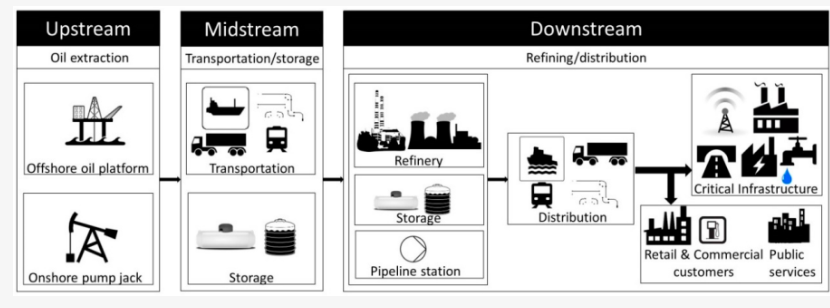 Upstream
Oil extraction
Offshore oil platform
Onshore pump jack
Midstream
Transportation/storage
Transportation
Storage
Downstream
Refining/distribution
Refinery
Storage
Pipeline station
Distribution
Critical Infrastructure
Retail & Commercial
customers
Public
services